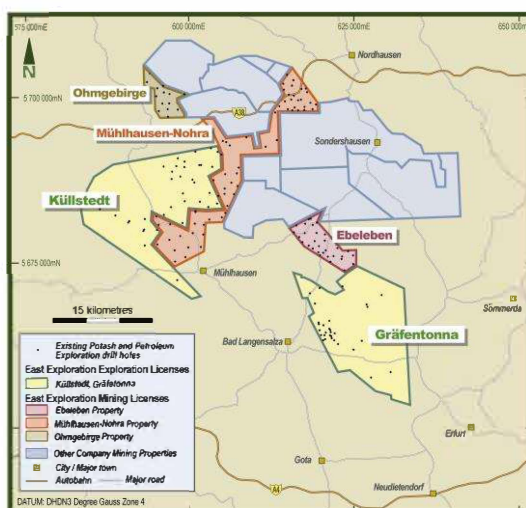 575 000mE
600 000mE
625 000mE
650 000mE
N
Nordhausen
Ohmgebirge
5 700 000mN
A38
Mühlhausen-Nohra
Sondershausen
Küllstedt
Ebeleben
5 675 000mN
Mühlhausen
15 kilometres
Sömmerda
Gräfentonna
Bad Langensalza
Existing Potash and Petroleum
Exploration drill holes
East Exploration Exploration Licenses
Küllstedt, Gräfentonna
East Exploration Mining Licenses
Ebeleben Property
Mühlhausen-Nohra Property
Ohmgebirge Property
Other Company Mining Properties
City / Major town
Autobahn
Major road
Erfurt
Gota
A4
Neudietendorf
DATUM: DHDN3 Degree Gauss Zone 4